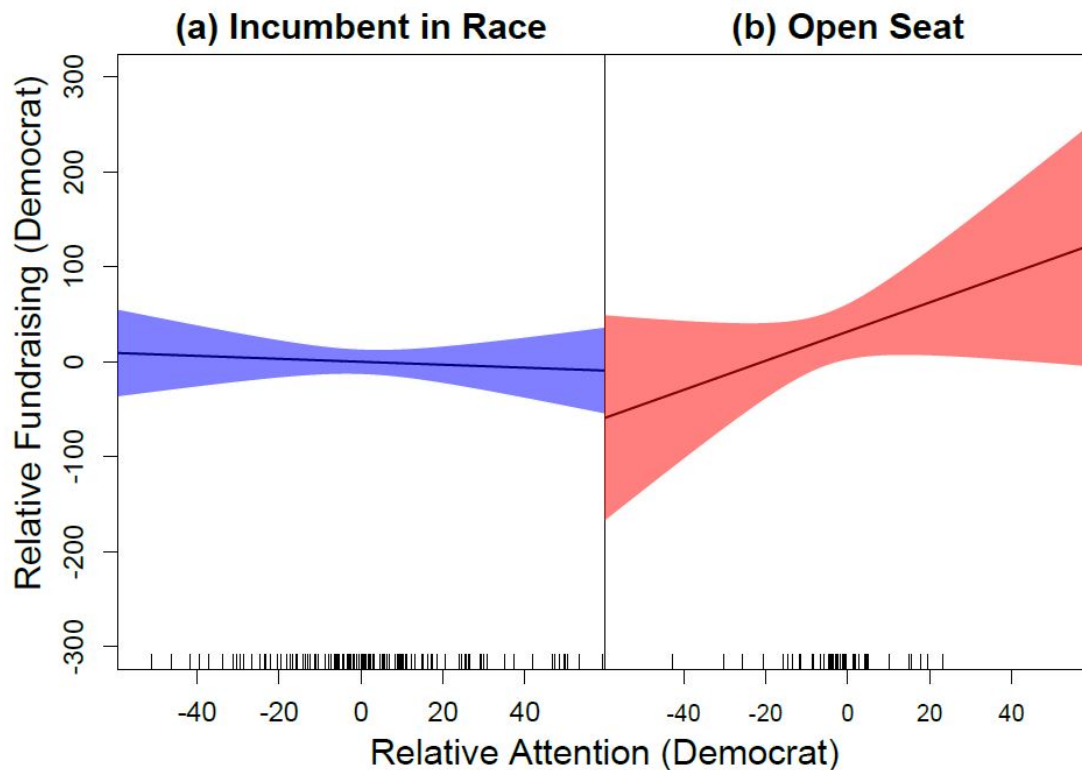 (a) Incumbent in Race
(b) Open Seat
Relative Fundraising (Democrat)
300
200
100
0
-100
-200
-300
-40 -20 0 20 40
-40 -20 0 20 40
Relative Attention (Democrat)